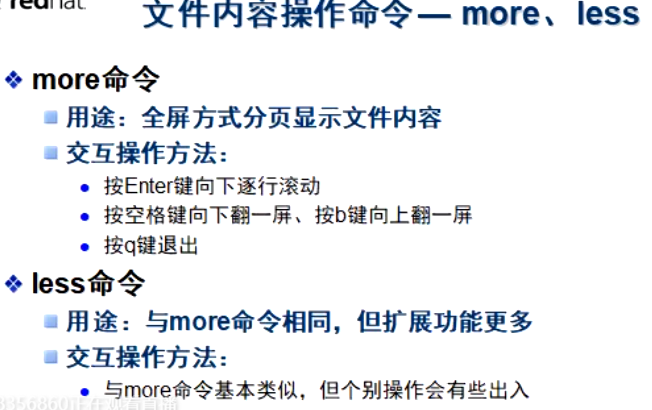 redhat
文件内容操作命令— more、less
more命令
用途：全屏方式分页显示文件内容
交互操作方法：
按Enter键向下逐行滚动
按空格键向下翻一屏、按b键向上翻一屏
按q键退出
less命令
用途：与more命令相同，但扩展功能更多
交互操作方法：
与more命令基本类似，但个别操作会有些出入